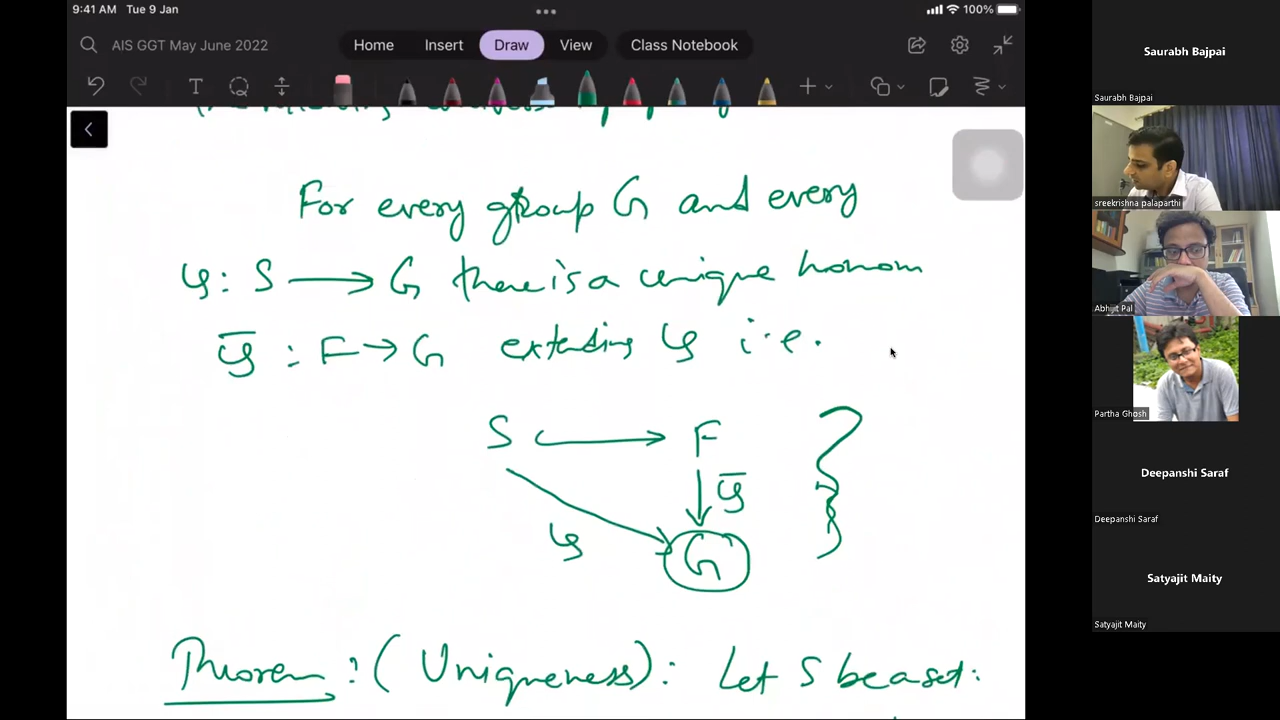 9:41 AM Tue 9 Jan
100%
AIS GGT May June 2022
Home Insert Draw View Class Notebook
For every group G and every
φ: S → G there is a unique homom
φ̅ : F → G extending φ i.e.
S F
φ̅
φ G
Theorem : (Uniqueness) : Let S be a set:
Saurabh Bajpai
Saurabh Bajpai
sreekrishna palaparthi
Abhijit Pal
Partha Ghosh
Deepanshi Saraf
Deepanshi Saraf
Satyajit Maity
Satyajit Maity